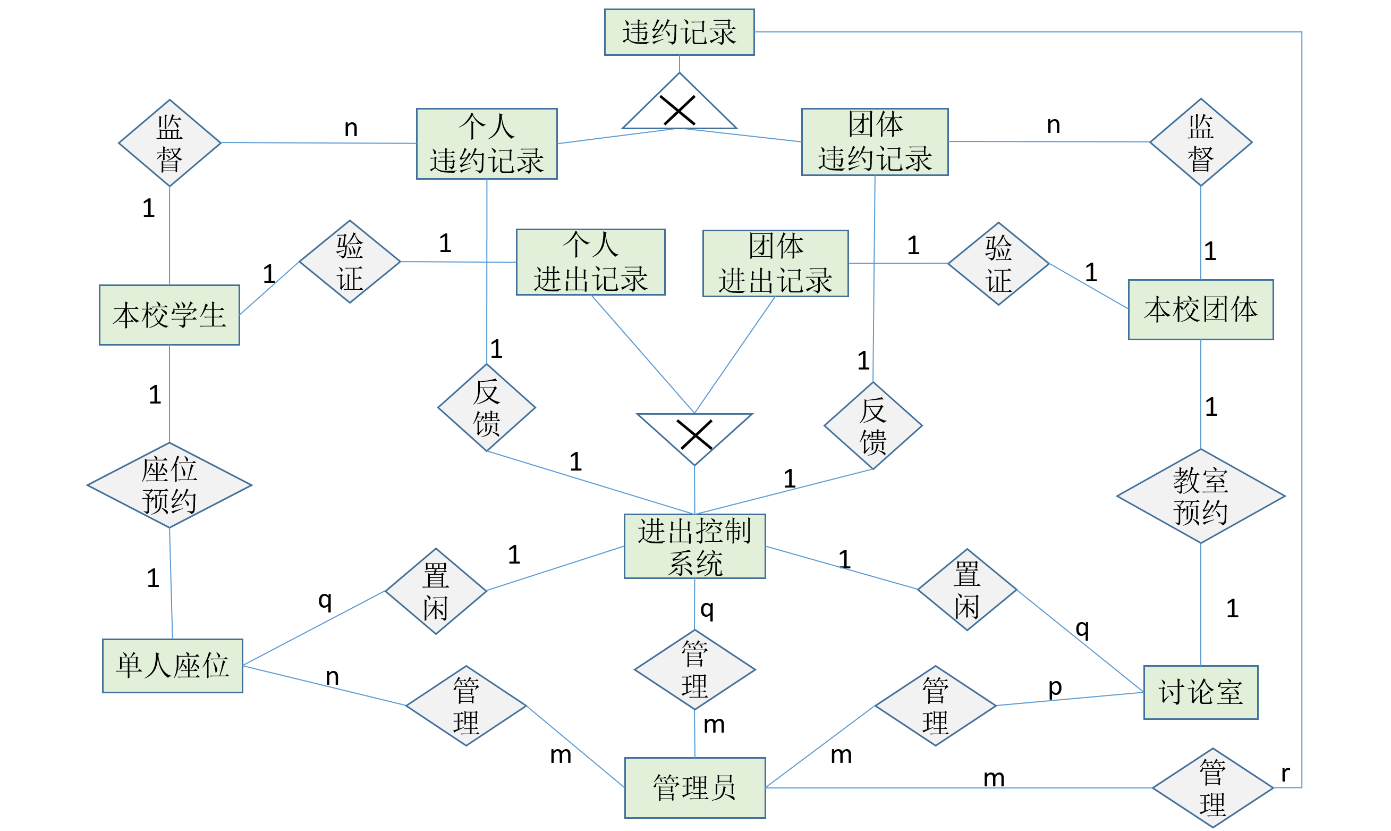 违约记录
监
督
n
个人
违约记录
团体
违约记录
n
监
督
1
1
验
证
1
1
个人
进出记录
团体
进出记录
1
验
证
1
本校学生
本校团体
1
1
1
1
反
馈
反
馈
1
1
座位
预约
教室
预约
进出控制
系统
1
1
1
1
置
闲
置
闲
q
q
q
单人座位
管
理
讨论室
n
管
理
管
理
p
m
m
m
管理员
m
管
理
r